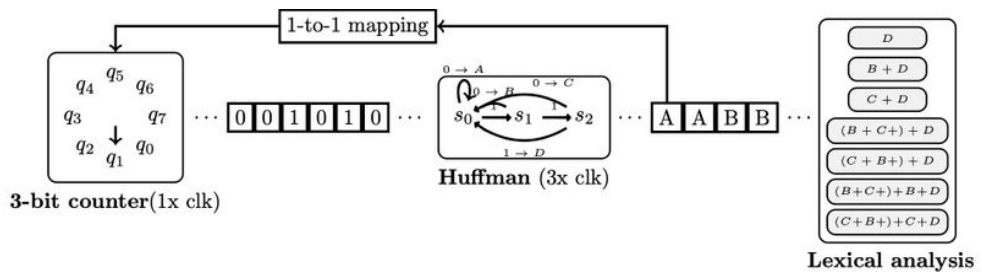 1-to-1 mapping
q5
q4 q6
q3 q7
q2 q0
q1
3-bit counter(1x clk)
··· 0 0 1 0 1 0 ···
0 → A
0 → B
0 → C
1
1
s0 s1 s2
1 → D
Huffman (3x clk)
··· A A B B ···
D
B + D
C + D
(B + C+) + D
(C + B+) + D
(B+C+)+B+D
(C+B+)+C+D
Lexical analysis